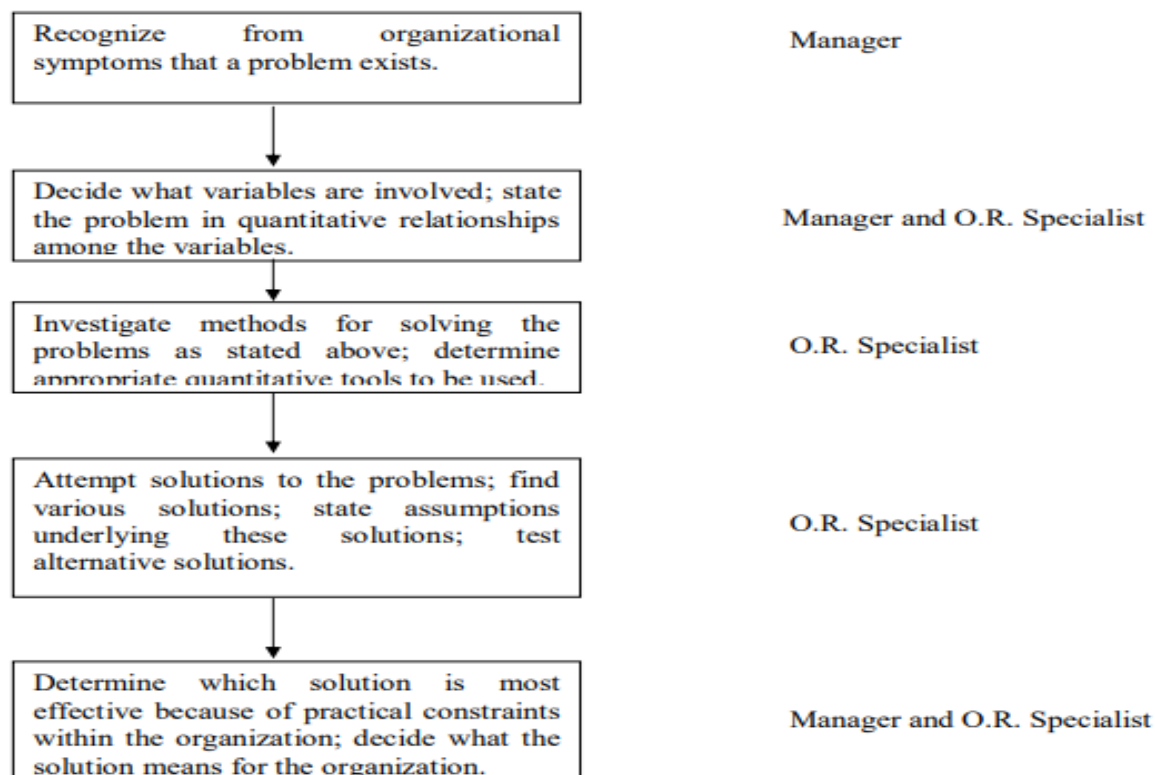 Recognize from organizational
symptoms that a problem exists.
Manager
Decide what variables are involved; state
the problem in quantitative relationships
among the variables.
Manager and O.R. Specialist
Investigate methods for solving the
problems as stated above; determine
appropriate quantitative tools to be used.
O.R. Specialist
Attempt solutions to the problems; find
various solutions; state assumptions
underlying these solutions; test
alternative solutions.
O.R. Specialist
Determine which solution is most
effective because of practical constraints
within the organization; decide what the
solution means for the organization.
Manager and O.R. Specialist